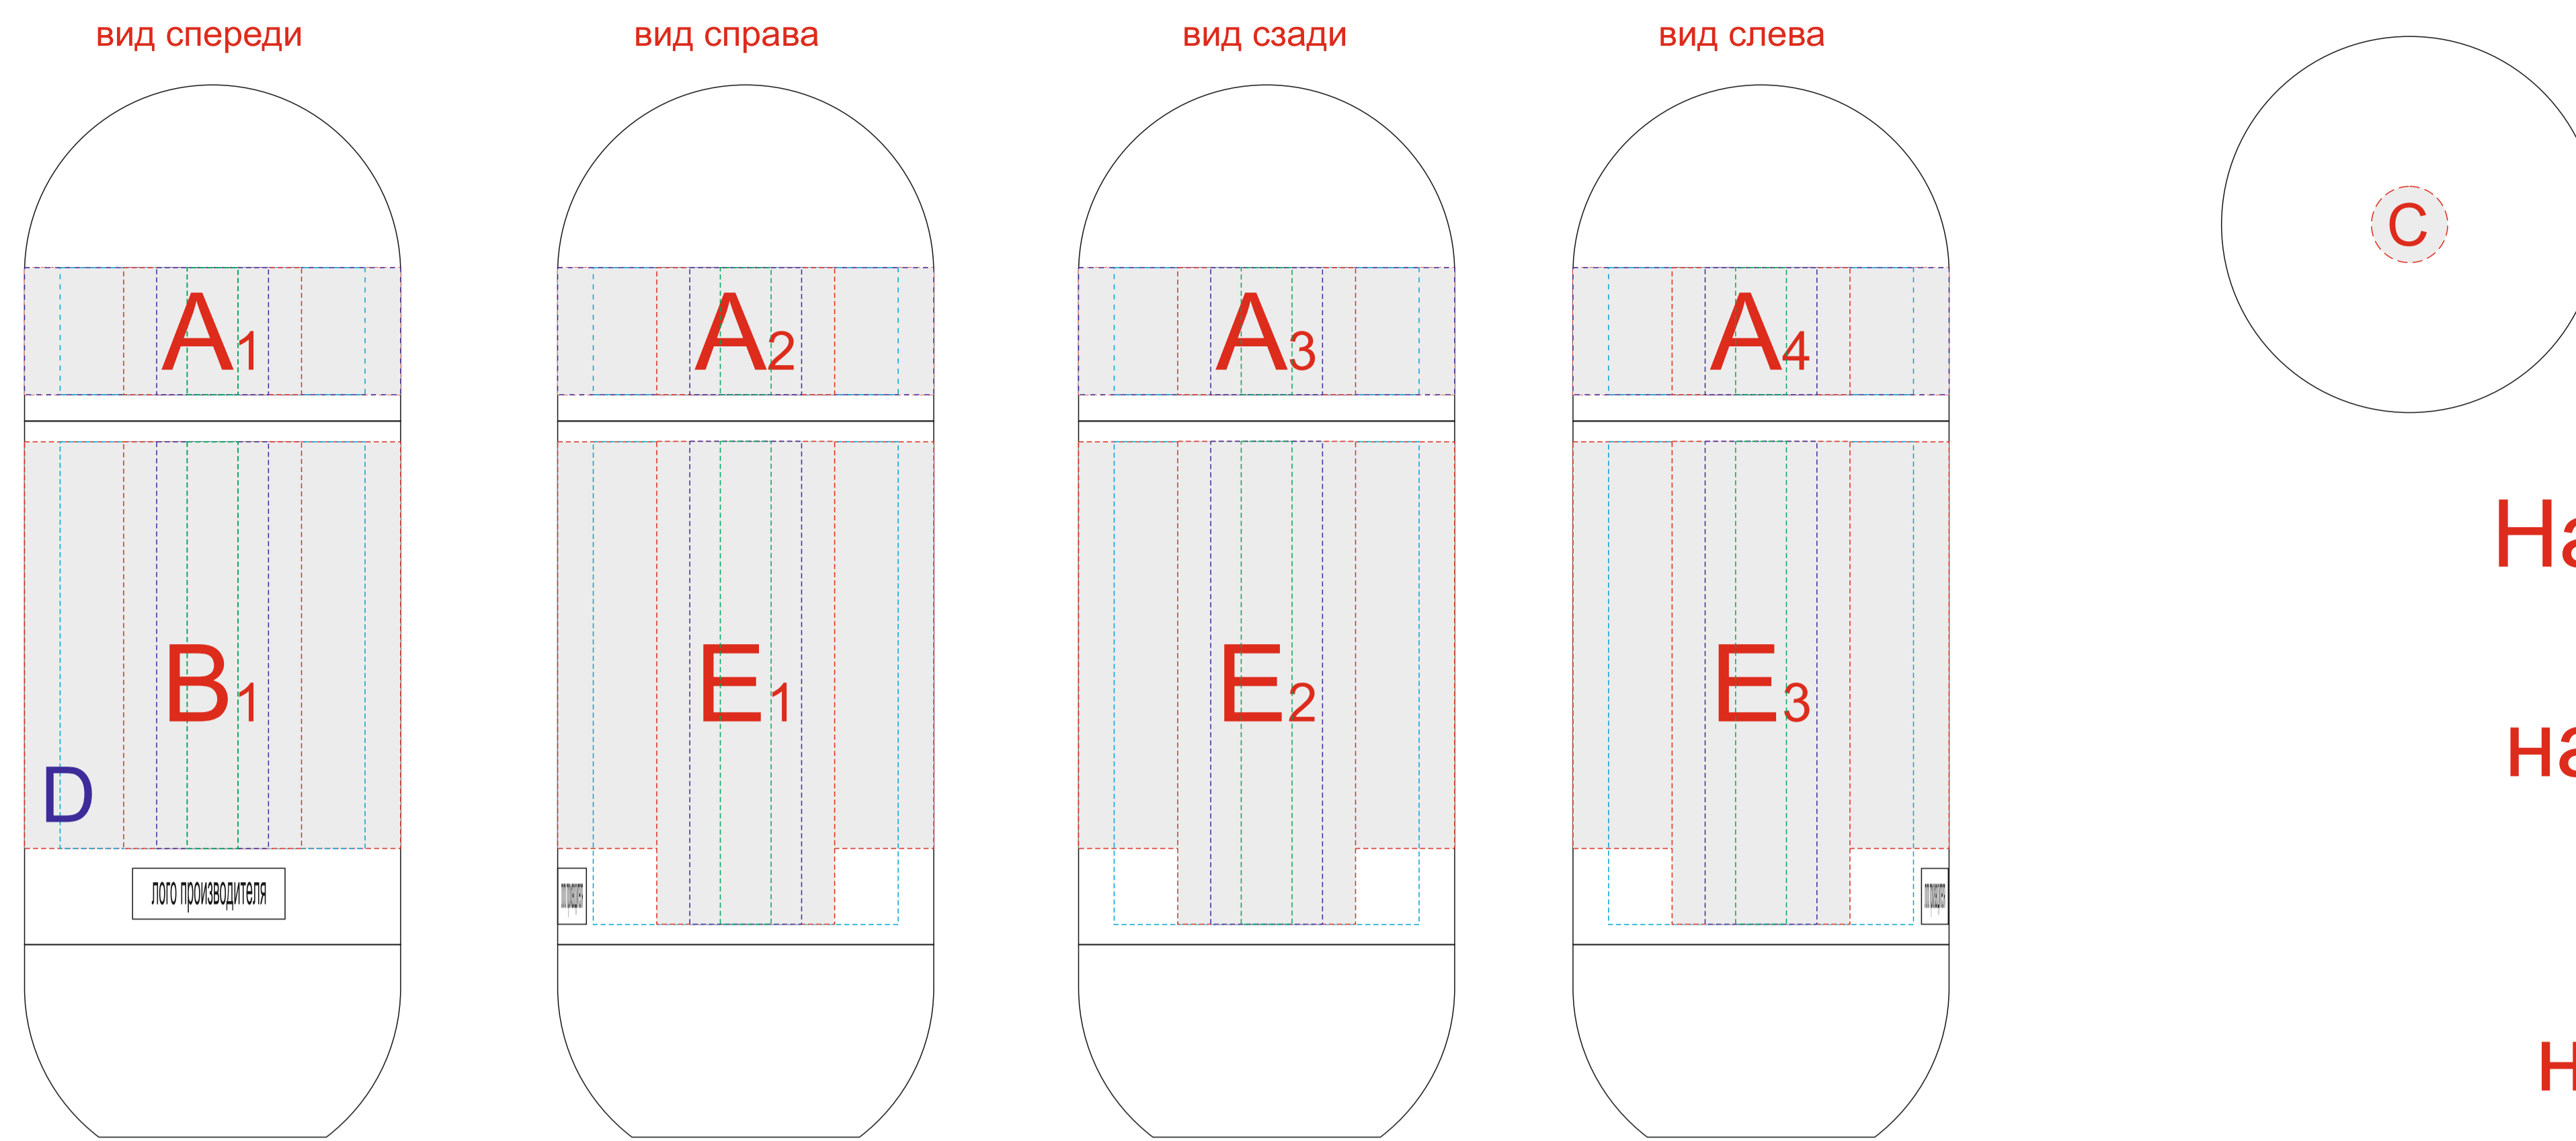 вид спереди
вид справа
вид сзади
вид слева
C
A1
A2
A3
A4
B1
E1
E2
E3
D
лого производителя